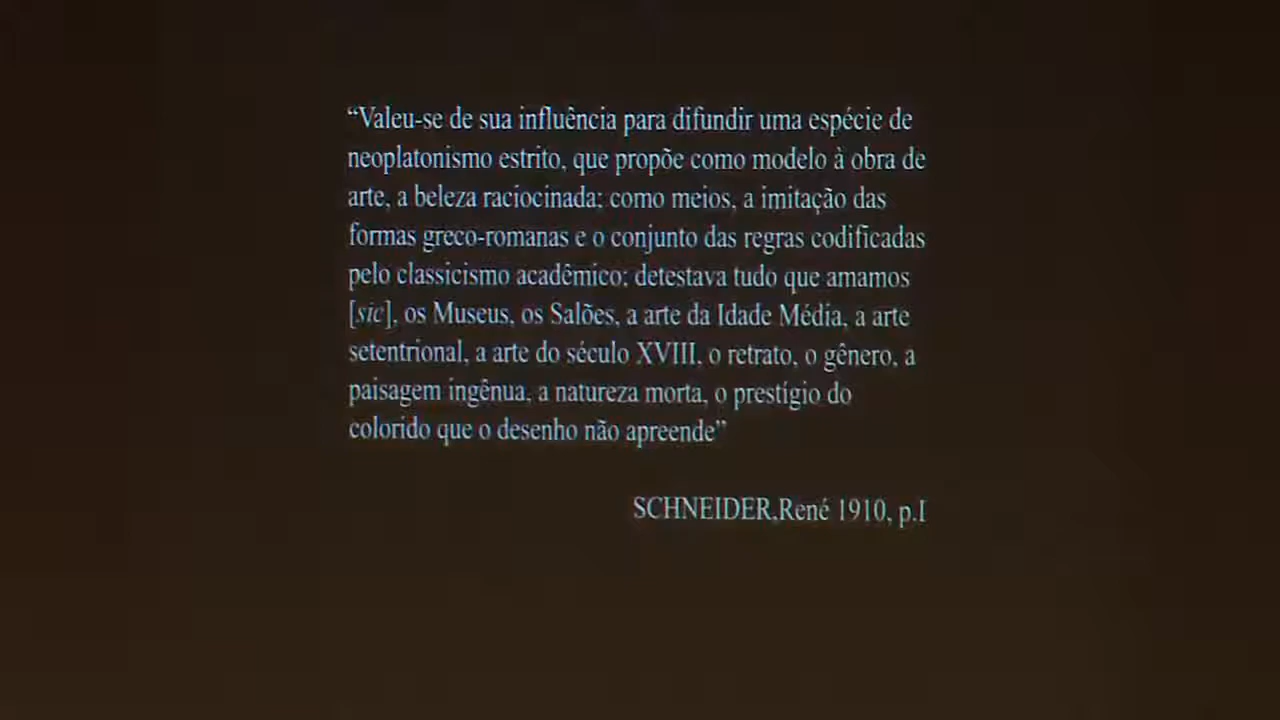 “Valeu-se de sua influência para difundir uma espécie de
neoplatonismo estrito, que propõe como modelo à obra de
arte, a beleza raciocinada; como meios, a imitação das
formas greco-romanas e o conjunto das regras codificadas
pelo classicismo acadêmico; detestava tudo que amamos
[sic], os Museus, os Salões, a arte da Idade Média, a arte
setentrional, a arte do século XVIII, o retrato, o gênero, a
paisagem ingênua, a natureza morta, o prestígio do
colorido que o desenho não apreende”
SCHNEIDER,René 1910, p.I